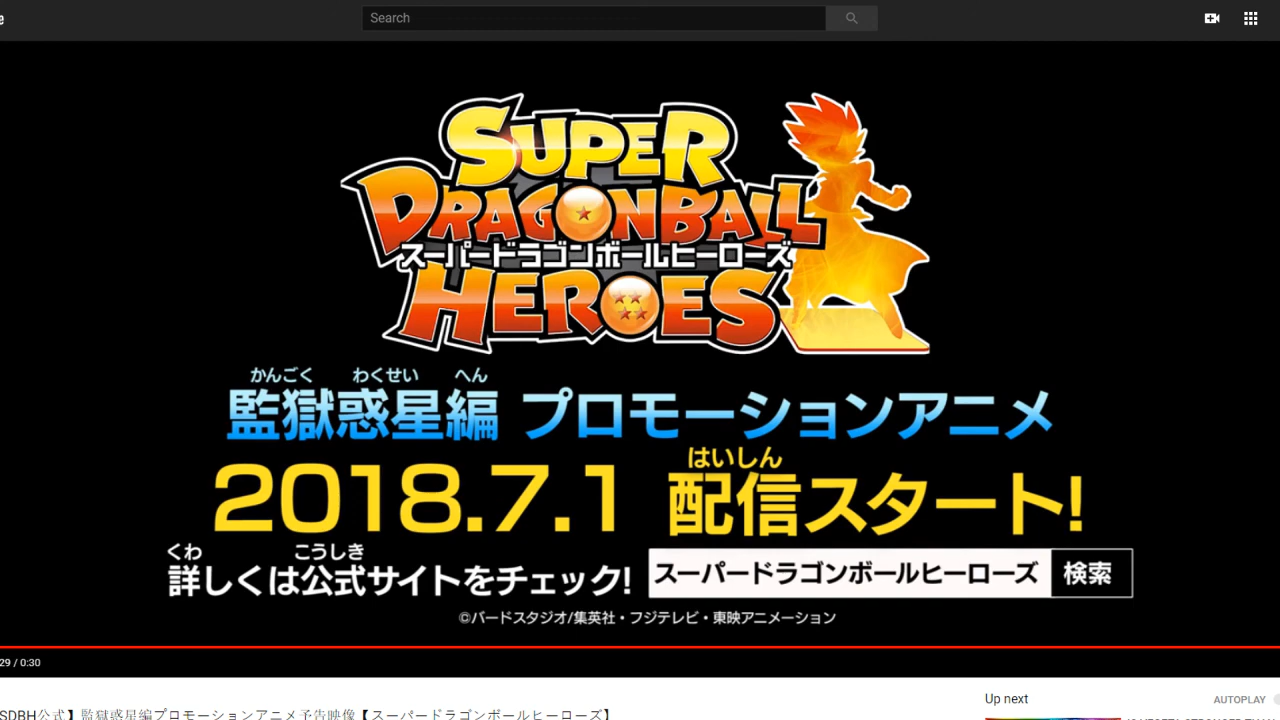 Search
SUPER
DRAGONBALL
スーパードラゴンボールヒーローズ
HEROES
かんごく わくせい へん
監獄惑星編 プロモーションアニメ
はいしん
2018.7.1 配信スタート!
くわ こうしき
詳しくは公式サイトをチェック! スーパードラゴンボールヒーローズ 検索
©バードスタジオ/集英社・フジテレビ・東映アニメーション
29 / 0:30
Up next
AUTOPLAY
SDBH公式】監獄惑星編プロモーションアニメ予告映像【スーパードラゴンボールヒーローズ】